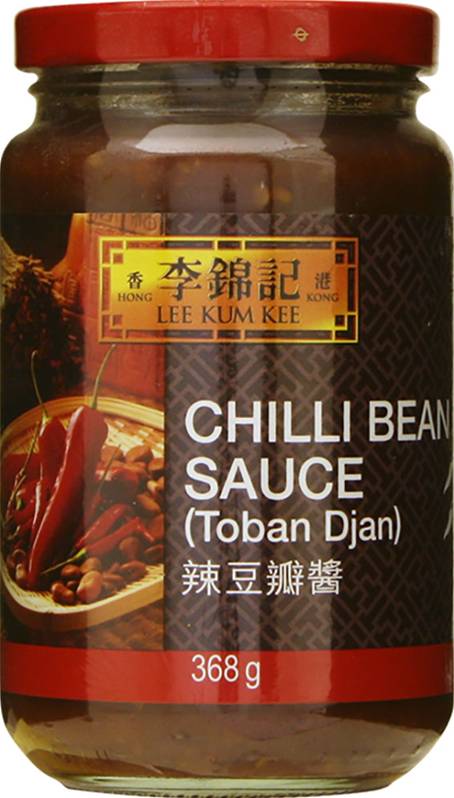 香 李錦記 港
HONG KONG
LEE KUM KEE
CHILLI BEAN
SAUCE
(Toban Djan)
辣豆瓣醬
368 g